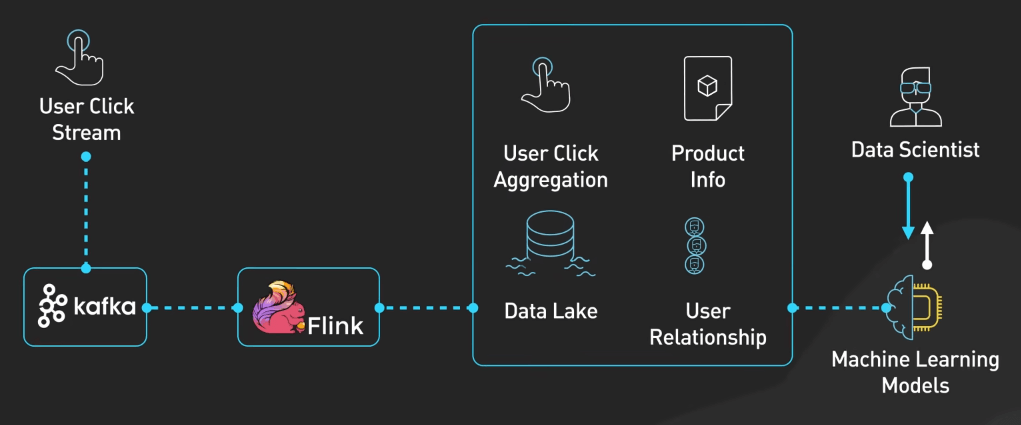 User Click
Stream
kafka
Flink
User Click
Aggregation
Product
Info
Data Lake
User
Relationship
Data Scientist
Machine Learning
Models